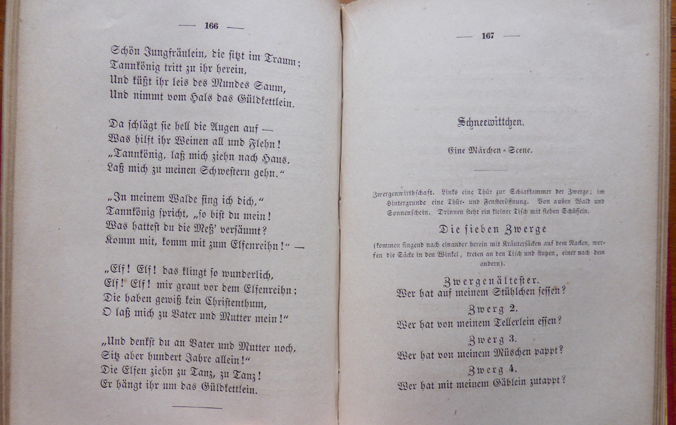 — 166 —
Schön Jungfräulein, die sitzt im Traum;
Tannkönig tritt zu ihr herein,
Und küßt ihr leis des Mundes Saum,
Und nimmt vom Hals das Güldkettlein.
Da schlägt sie hell die Augen auf —
Was hilft ihr Weinen all und Flehn!
„Tannkönig, laß mich ziehn nach Haus,
Laß mich zu meinen Schwestern gehn.“
„In meinem Walde fing ich dich,“
Tannkönig spricht, „so bist du mein!
Was hattest du die Meß' versäumt?
Komm mit, komm mit zum Elfenreihn!“ —
„Elf! Elf! das klingt so wunderlich,
Elf! Elf! mir graut vor dem Elfenreihn;
Die haben gewiß kein Christenthum,
O laß mich zu Vater und Mutter mein!“
„Und denkst du an Vater und Mutter noch,
Sitz aber hundert Jahre allein!“
Die Elfen ziehn zu Tanz, zu Tanz!
Er hängt ihr um das Güldkettlein.
— 167 —
Schneewittchen.
Eine Märchen-Scene.
Zwergenwirthschaft. Links eine Thür zur Schlafkammer der Zwerge; im
Hintergrunde eine Thür- und Fensteröffnung. Von außen Wald und
Sonnenschein. Drinnen steht ein kleiner Tisch mit sieben Schüsseln.
Die sieben Zwerge
(kommen singend nach einander herein mit Kräutersäcken auf dem Nacken, wer-
fen die Säcke in den Winkel, treten an den Tisch und stutzen, einer nach dem
andern).
Zwergenältester.
Wer hat auf meinem Stühlchen sessen?
Zwerg 2.
Wer hat von meinem Tellerlein essen?
Zwerg 3.
Wer hat von meinem Müschen pappt?
Zwerg 4.
Wer hat mit meinem Gäblein zutappt?